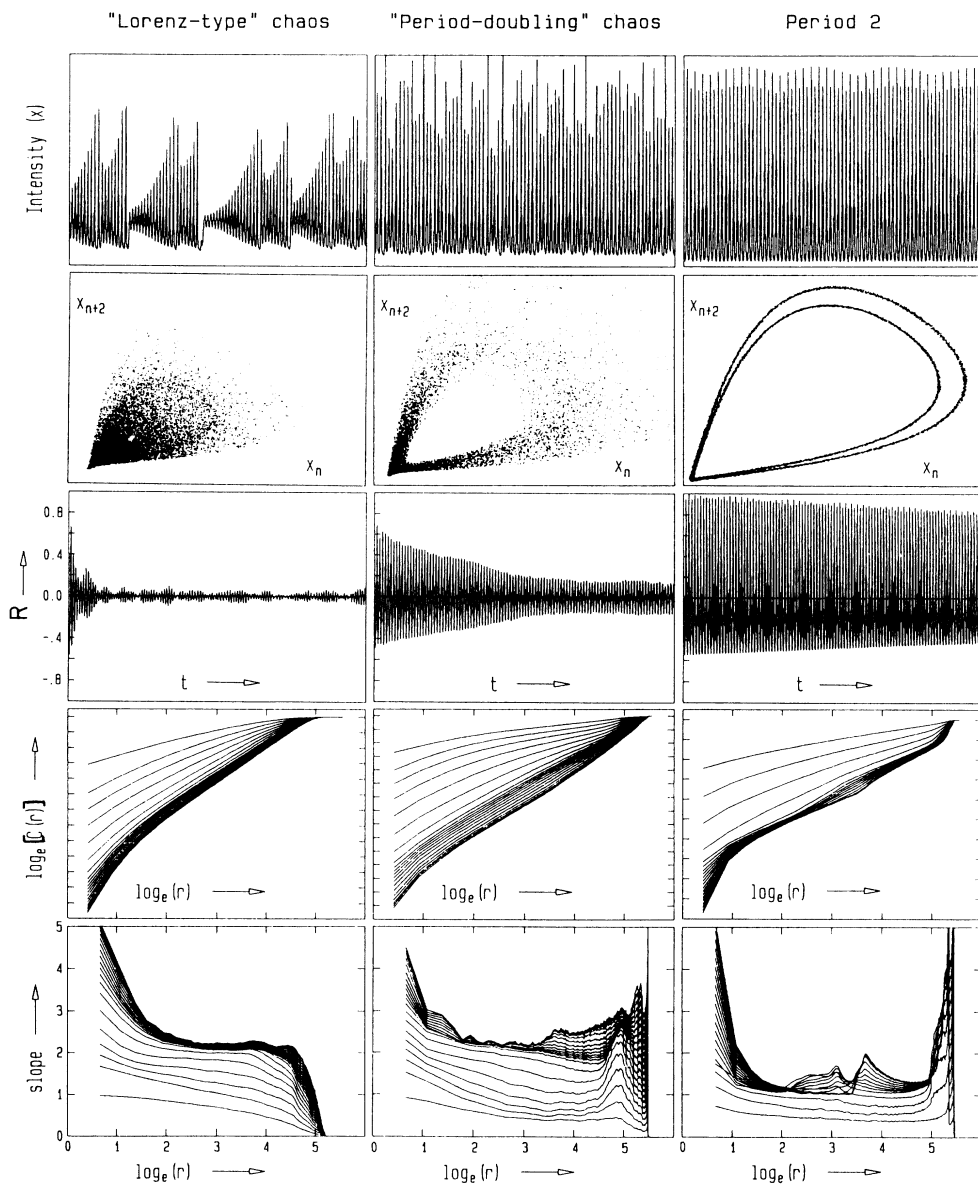 "Lorenz-type" chaos "Period-doubling" chaos Period 2
Intensity (x)
X_{n+2} X_{n+2} X_{n+2}
X_n X_n X_n
0.8
0.4
0.0
-.4
-.8
R
t t t
log_e [C(r)]
log_e(r) log_e(r) log_e(r)
5
4
3
2
1
0
slope
0 1 2 3 4 5 0 1 2 3 4 5 0 1 2 3 4 5
log_e(r) log_e(r) log_e(r)